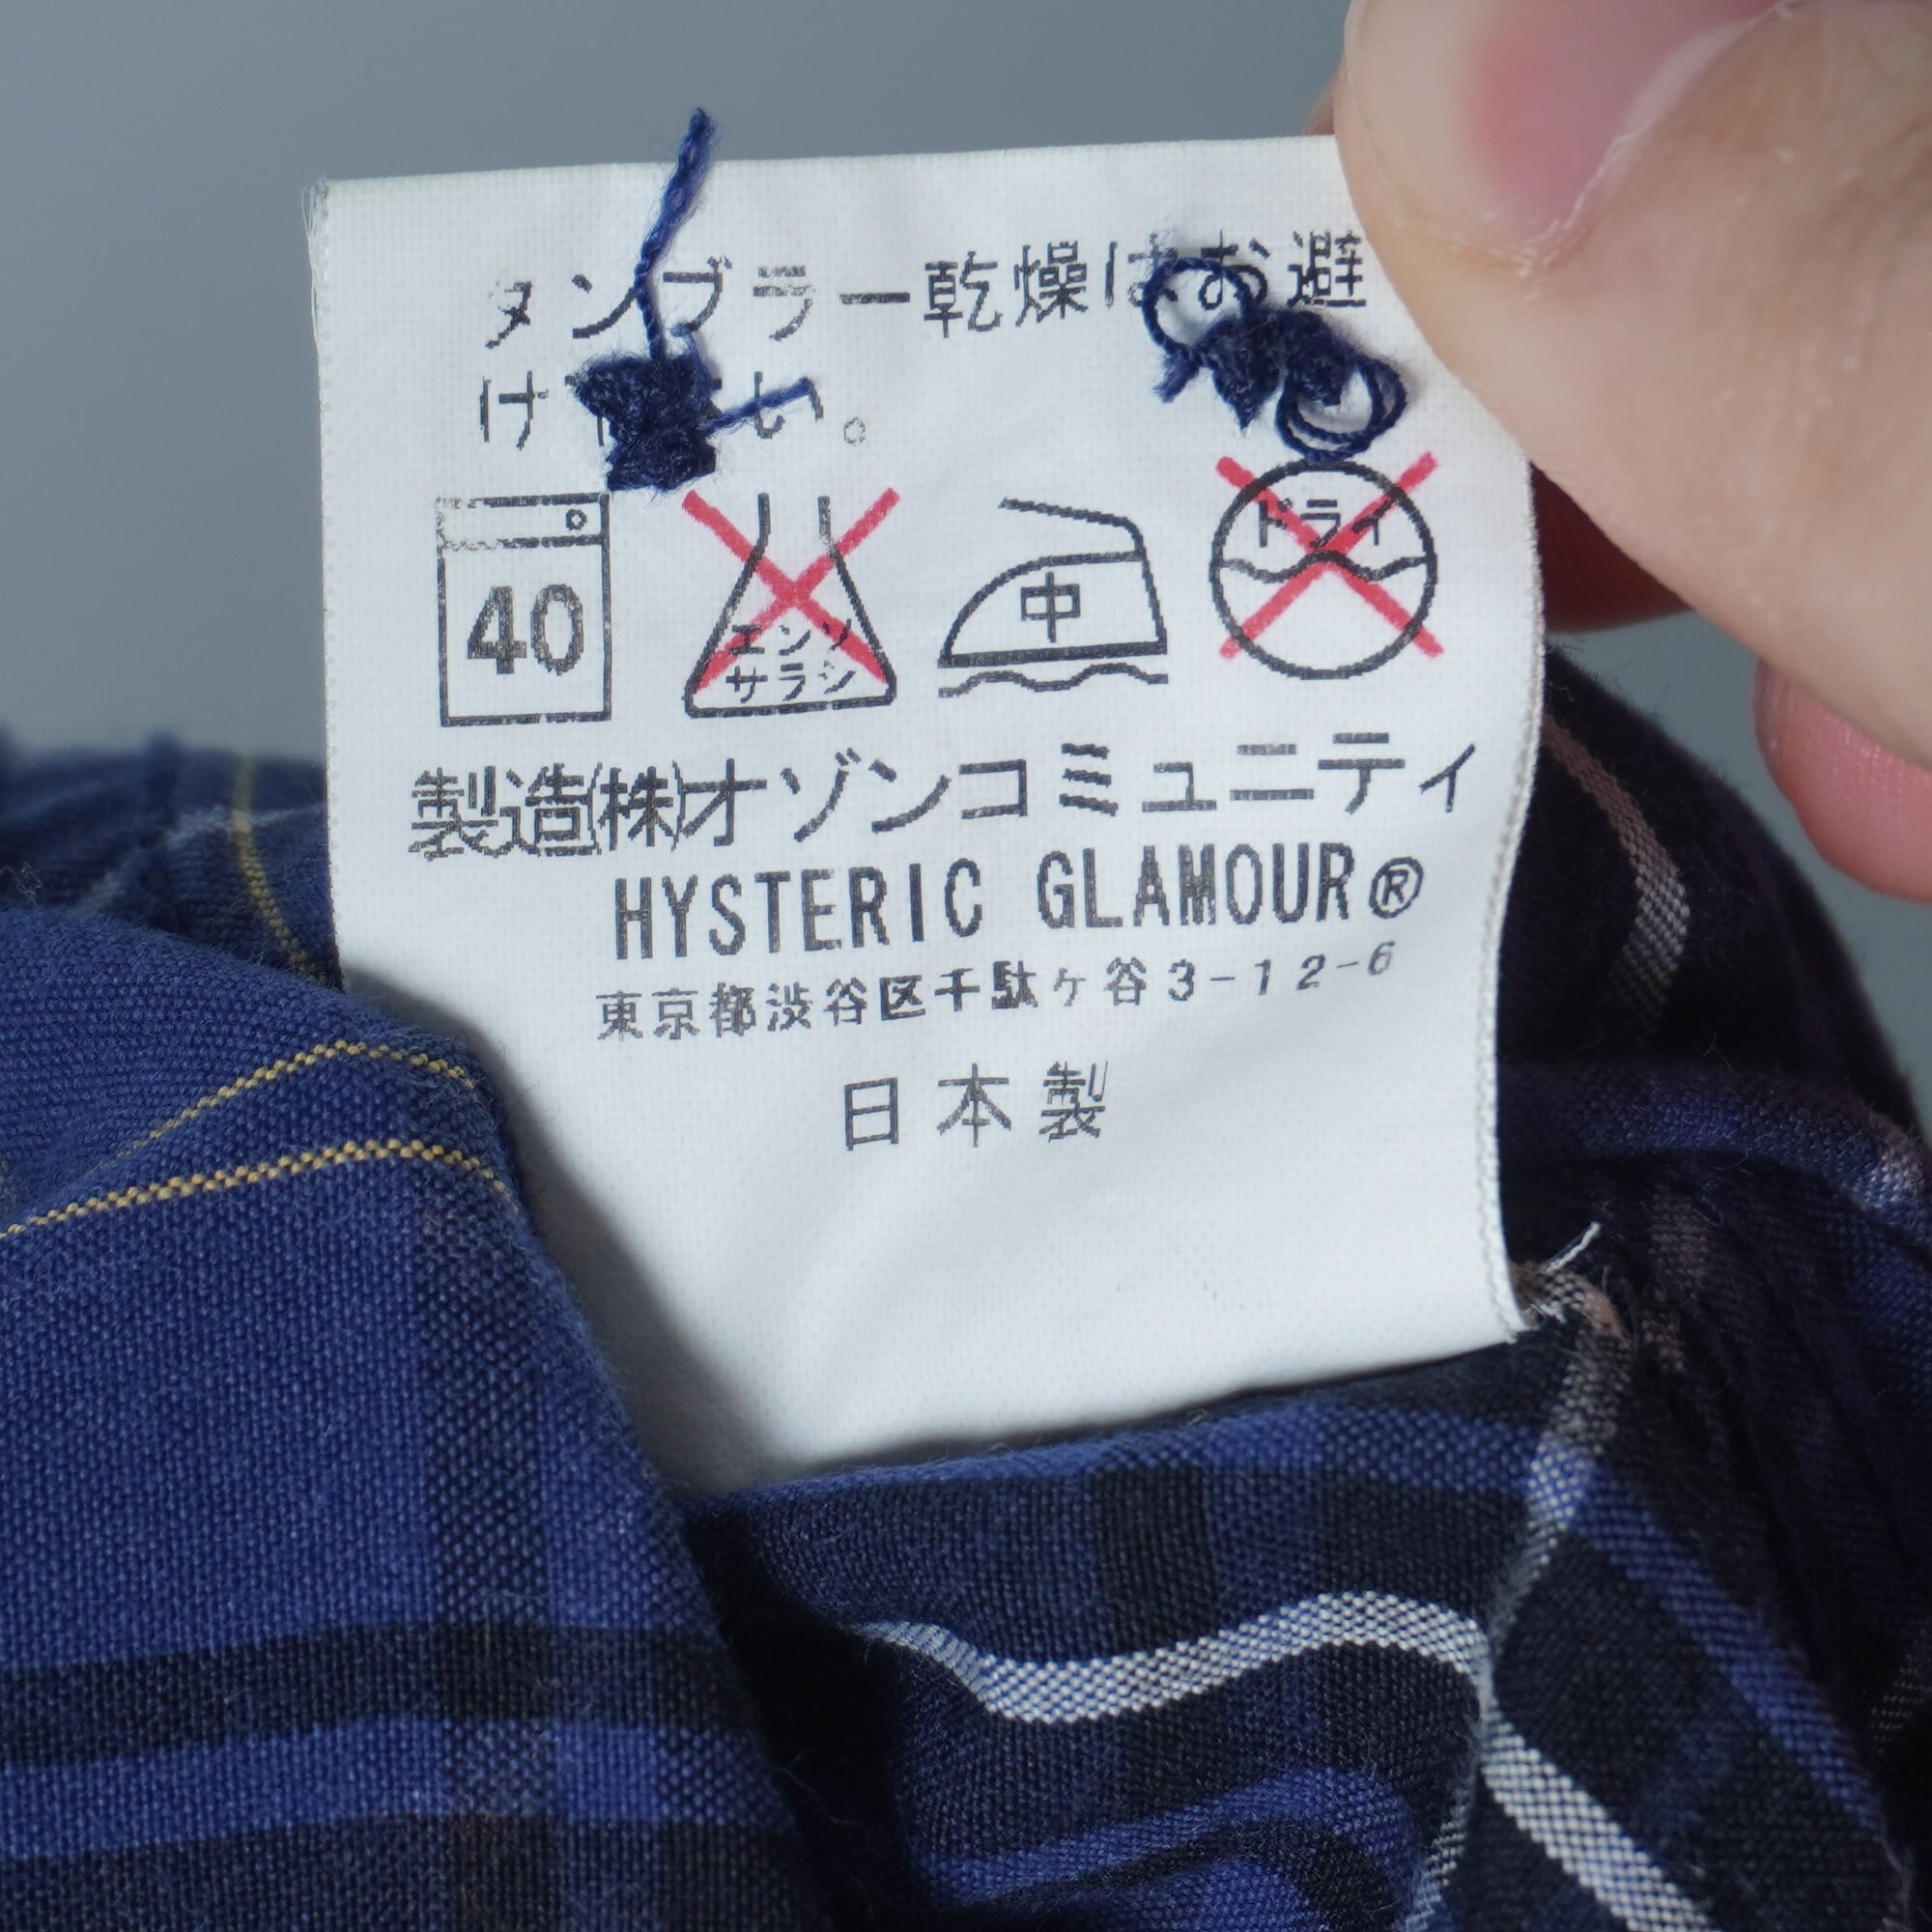 タンブラー乾燥はお避
け い。
40
エンソ
サラシ
中
ドライ
製造㈱オゾンコミュニティ
HYSTERIC GLAMOUR®
東京都渋谷区千駄ヶ谷3-12-6
日本製